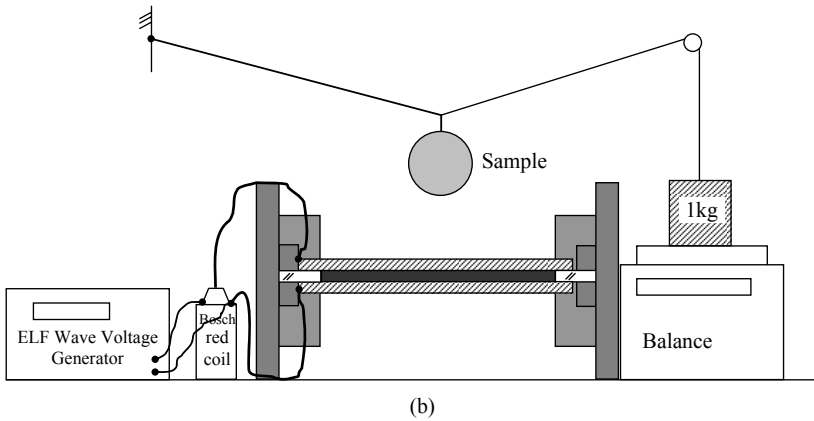 Sample
1kg
ELF Wave Voltage
Generator
Bosch
red
coil
Balance
(b)